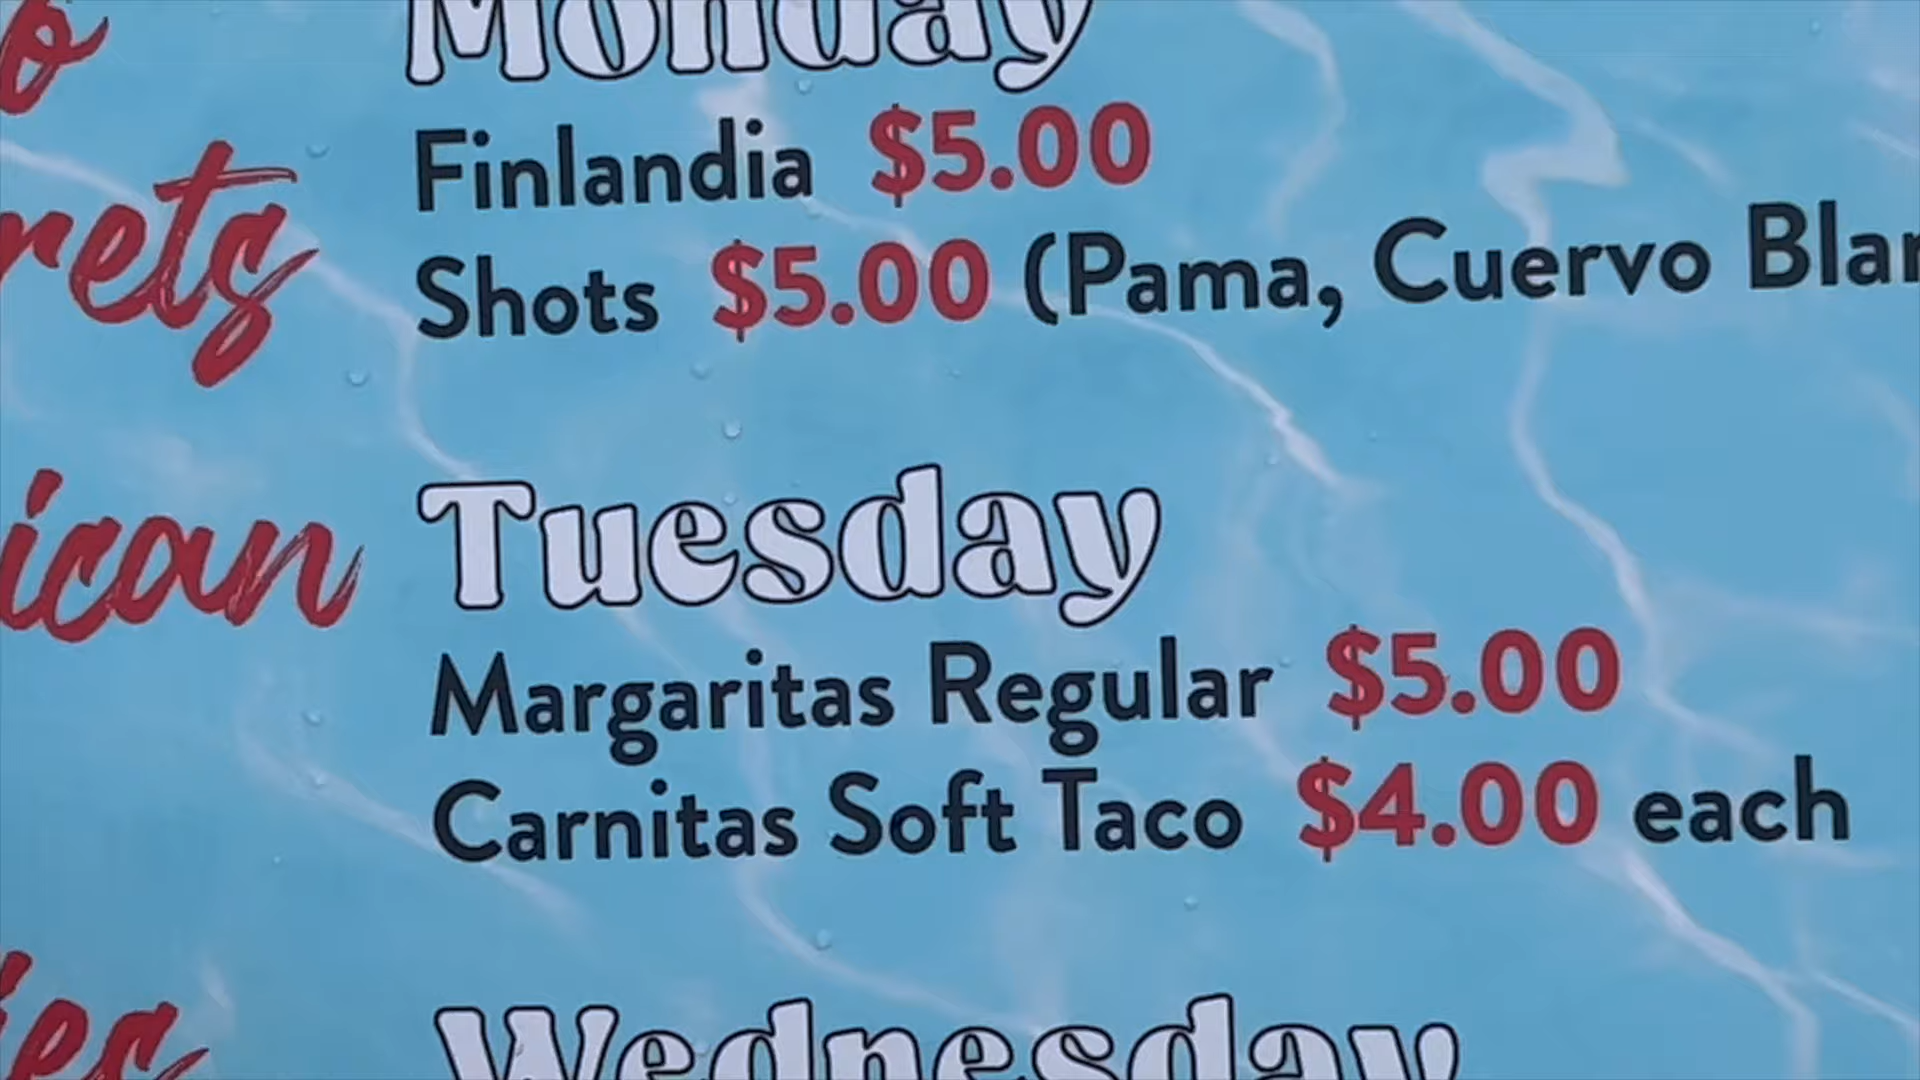 Monday
Finlandia $5.00
Shots $5.00 (Pama, Cuervo
Tuesday
Margaritas Regular $5.00
Carnitas Soft Taco $4.00 each
Wednesday